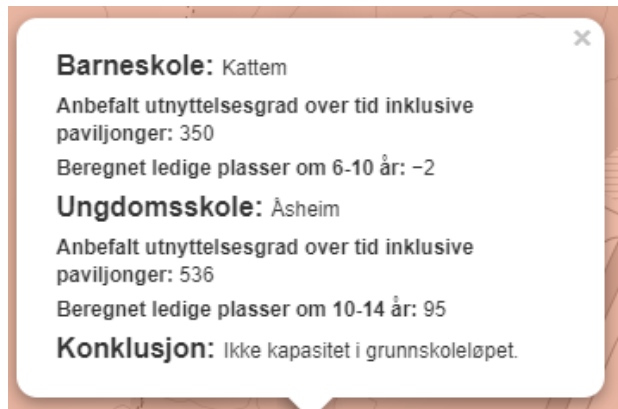 ×
Barneskole: Kattem
Anbefalt utnyttelsesgrad over tid inklusive
paviljonger: 350
Beregnet ledige plasser om 6-10 år: −2
Ungdomsskole: Åsheim
Anbefalt utnyttelsesgrad over tid inklusive
paviljonger: 536
Beregnet ledige plasser om 10-14 år: 95
Konklusjon: Ikke kapasitet i grunnskoleløpet.